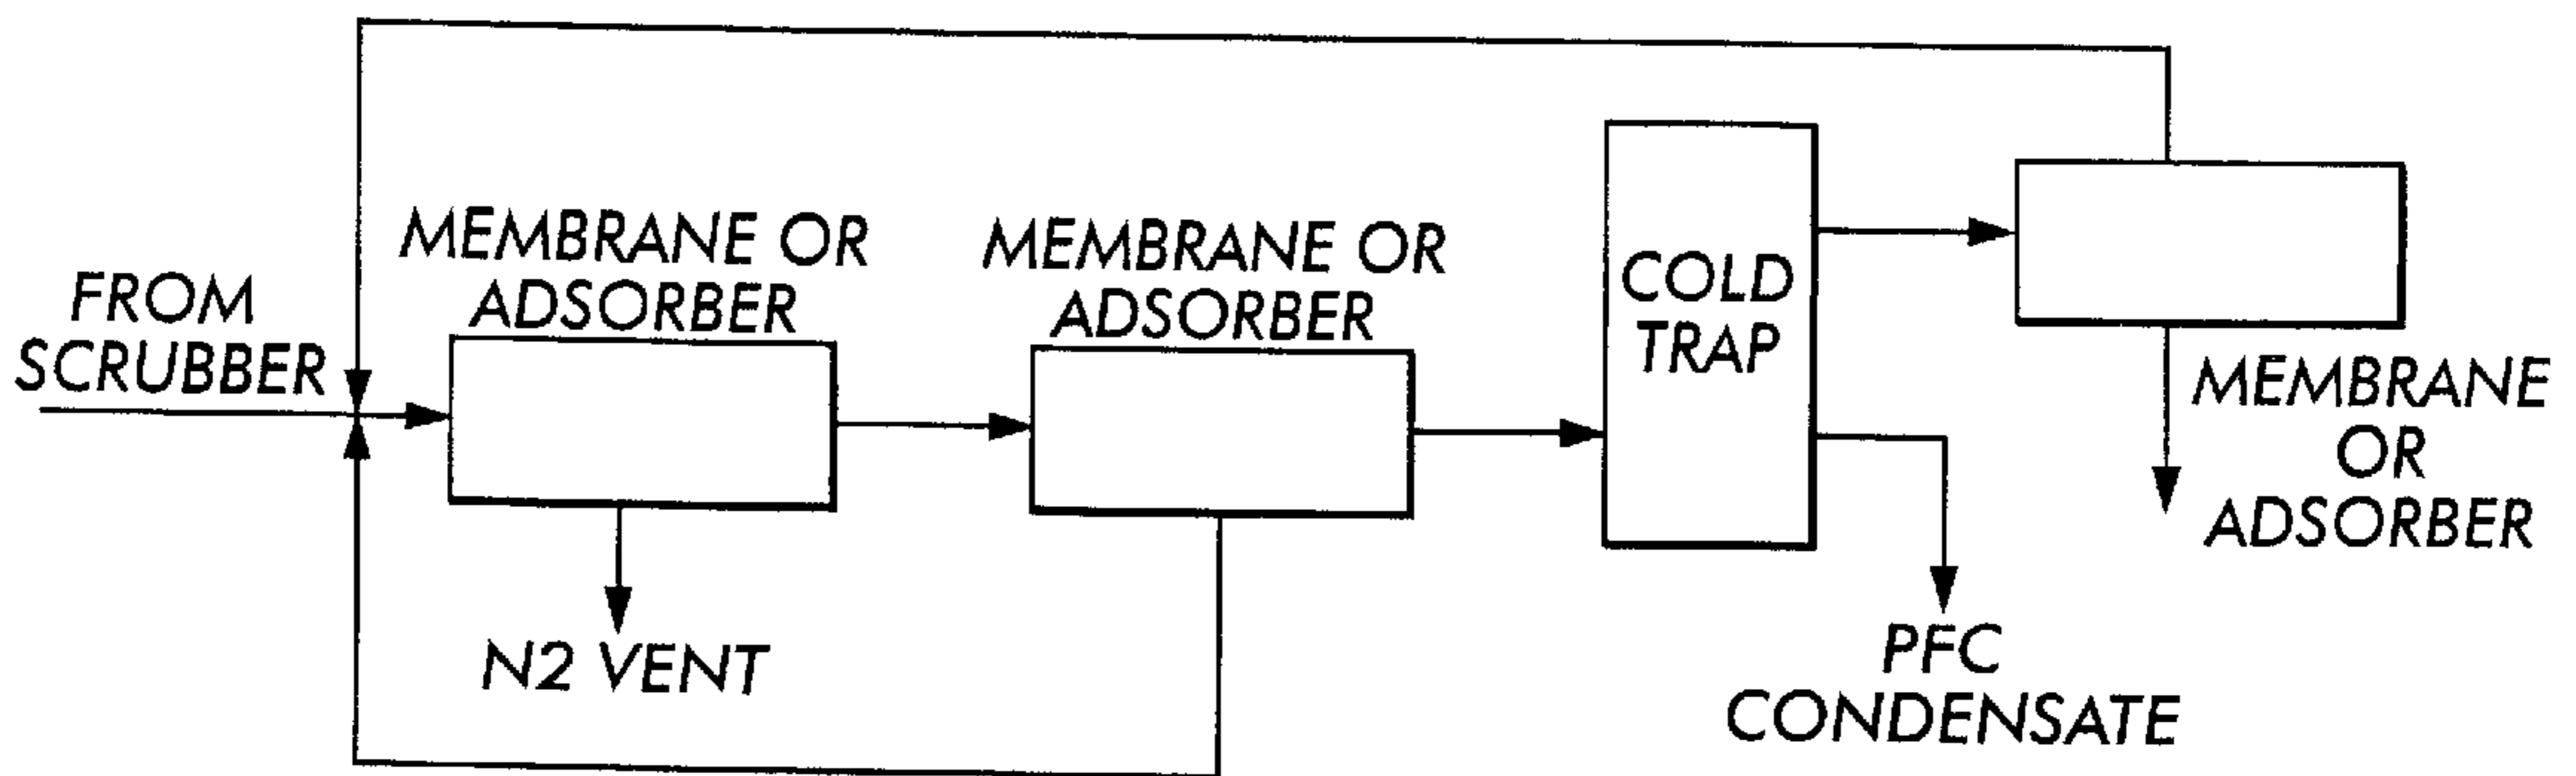 FROM
SCRUBBER
MEMBRANE OR
ADSORBER
N2 VENT
MEMBRANE OR
ADSORBER
COLD
TRAP
PFC
CONDENSATE
MEMBRANE
OR
ADSORBER